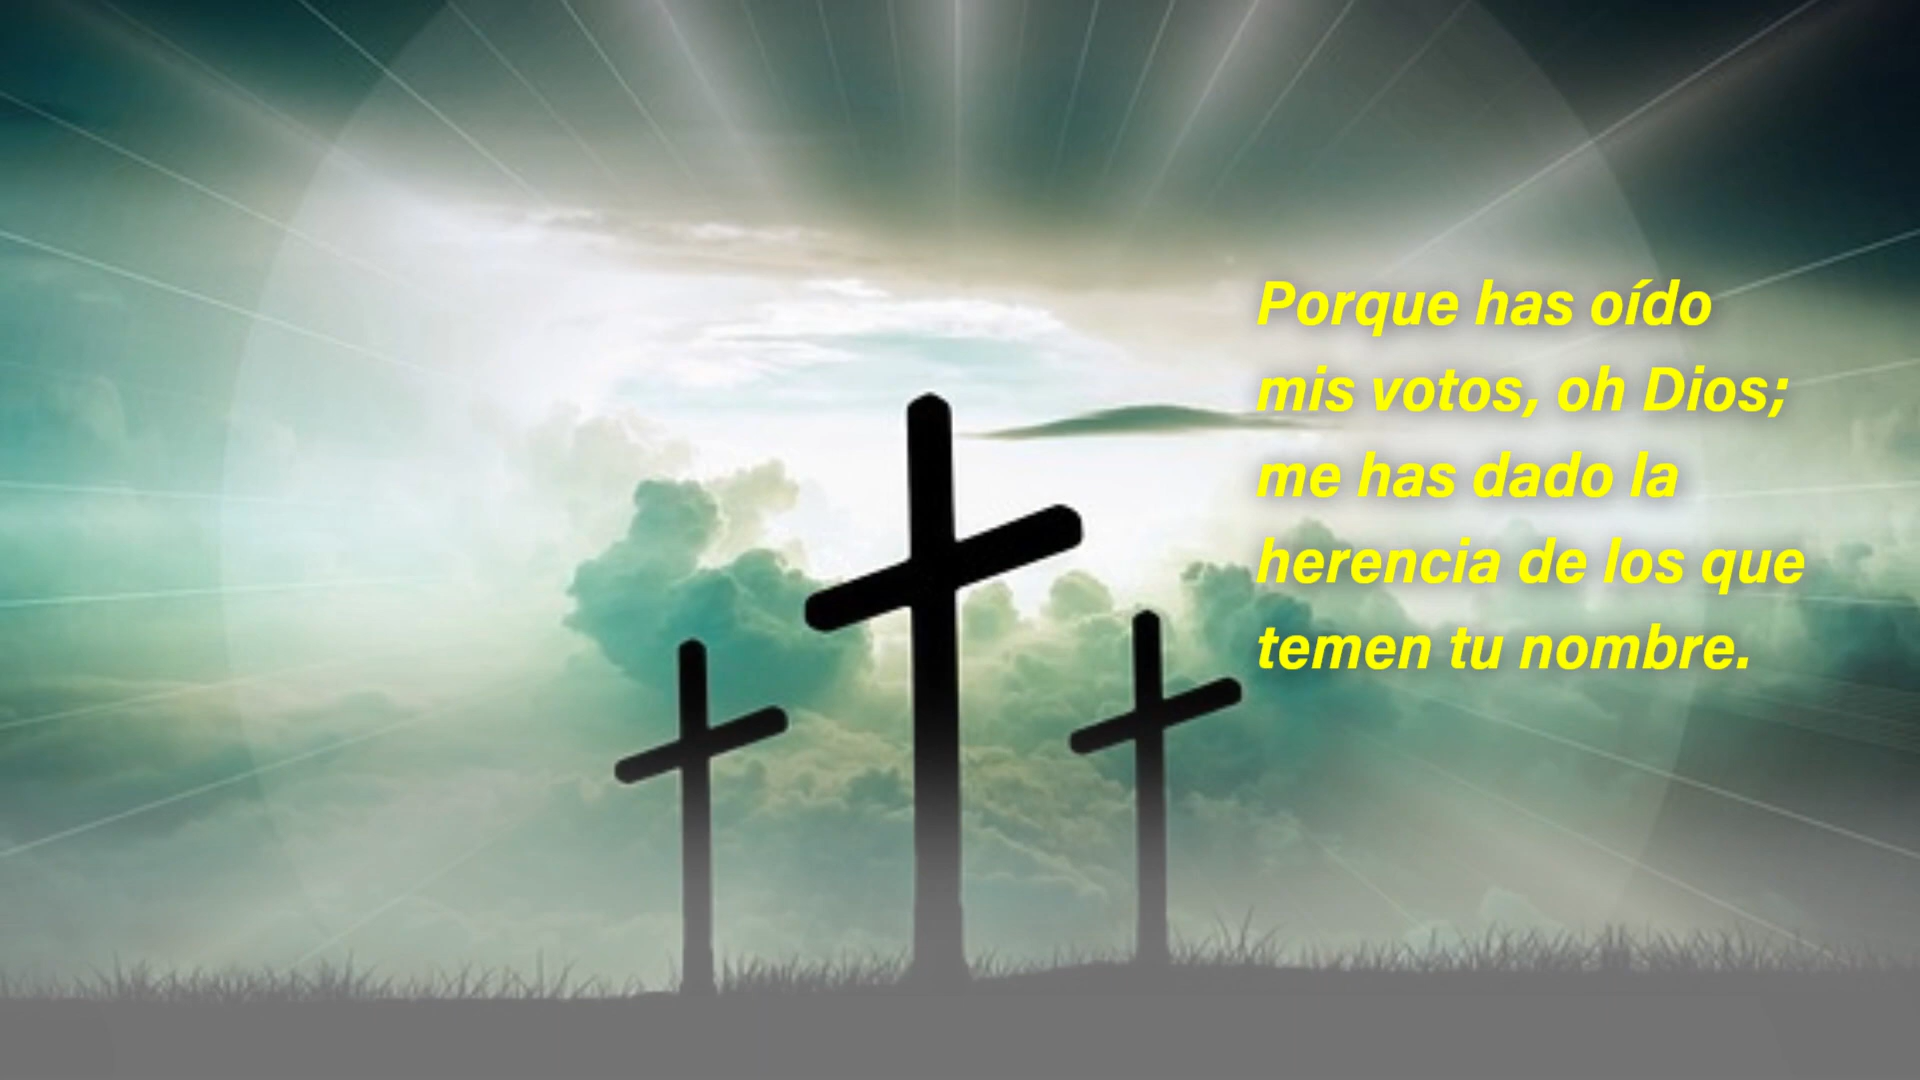 Porque has oído
mis votos, oh Dios;
me has dado la
herencia de los que
temen tu nombre.